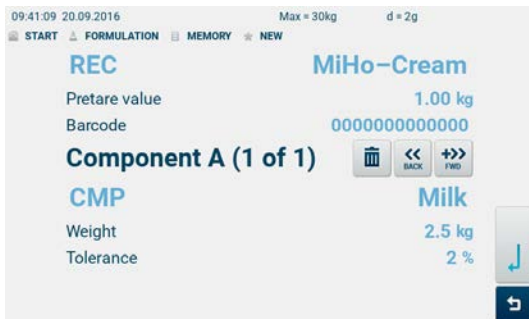 09:41:09 20.09.2016 Max = 30kg d = 2g
START FORMULATION MEMORY NEW
REC MiHo-Cream
Pretare value 1.00 kg
Barcode 0000000000000
Component A (1 of 1) << BACK +>> FWD
CMP Milk
Weight 2.5 kg
Tolerance 2 %